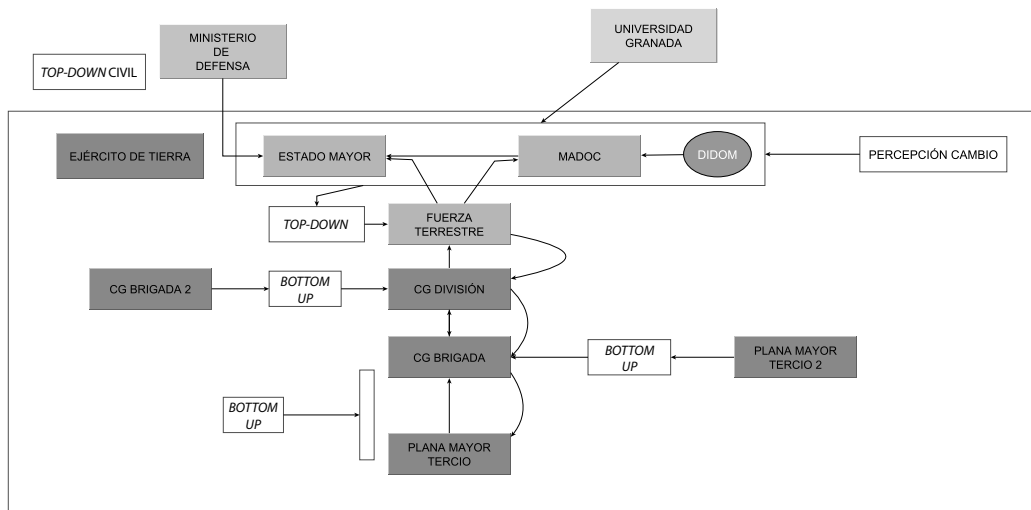 MINISTERIO
DE
DEFENSA
UNIVERSIDAD
GRANADA
TOP-DOWN CIVIL
EJÉRCITO DE TIERRA
ESTADO MAYOR
MADOC
DIDOM
PERCEPCIÓN CAMBIO
TOP-DOWN
FUERZA
TERRESTRE
CG BRIGADA 2
BOTTOM
UP
CG DIVISIÓN
CG BRIGADA
BOTTOM
UP
PLANA MAYOR
TERCIO 2
BOTTOM
UP
PLANA MAYOR
TERCIO